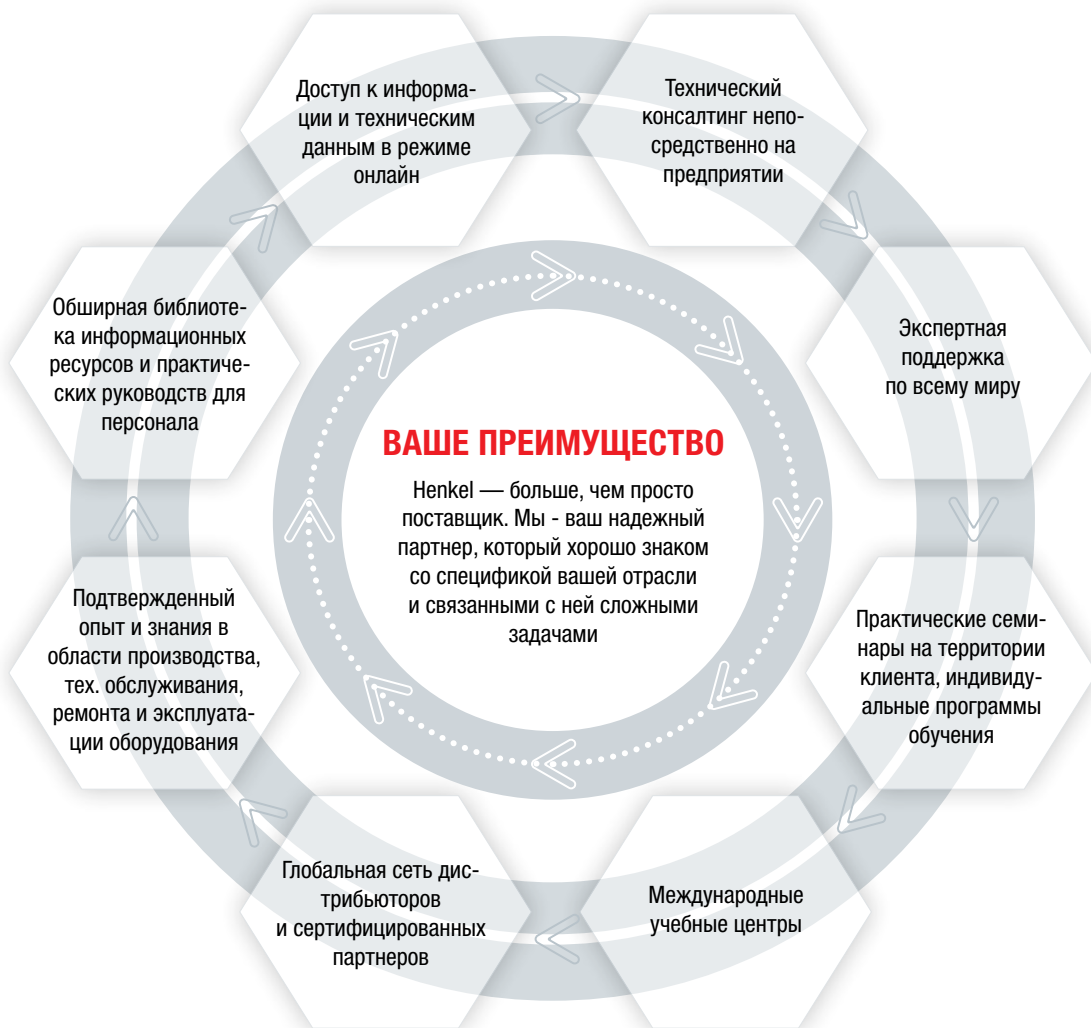 Доступ к информа-
ции и техническим
данным в режиме
онлайн
Технический
консалтинг непо-
средственно на
предприятии
Экспертная
поддержка
по всему миру
Практические семи-
нары на территории
клиента, индивиду-
альные программы
обучения
Международные
учебные центры
Глобальная сеть дис-
трибьюторов
и сертифицированных
партнеров
Подтвержденный
опыт и знания в
области производства,
тех. обслуживания,
ремонта и эксплуата-
ции оборудования
Обширная библиоте-
ка информационных
ресурсов и практиче-
ских руководств для
персонала
ВАШЕ ПРЕИМУЩЕСТВО
Henkel — больше, чем просто
поставщик. Мы - ваш надежный
партнер, который хорошо знаком
со спецификой вашей отрасли
и связанными с ней сложными
задачами